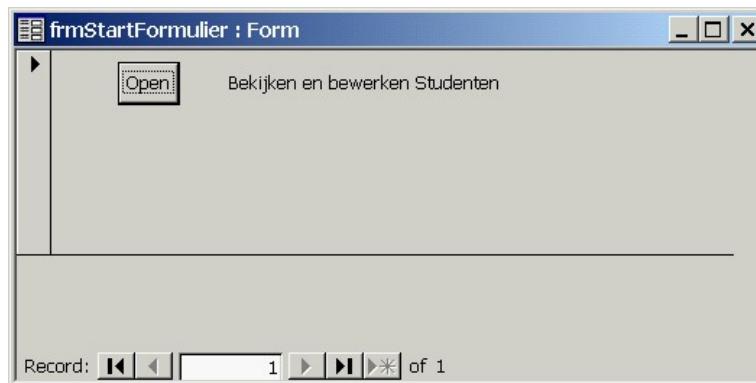 frmStartFormulier : Form
Open Bekijken en bewerken Studenten
Record: 1 of 1